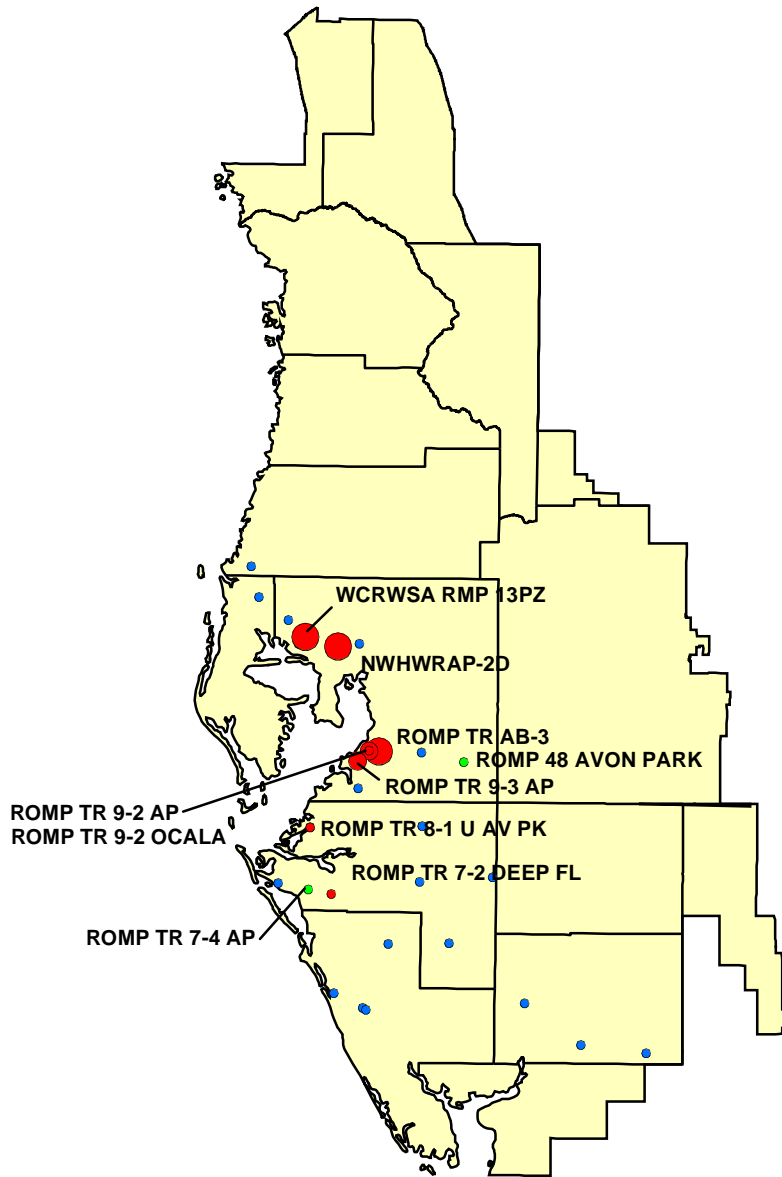 WCRWSA RMP 13PZ
NWHWRAP-2D
ROMP TR AB-3
ROMP 48 AVON PARK
ROMP TR 9-3 AP
ROMP TR 9-2 AP
ROMP TR 9-2 OCALA
ROMP TR 8-1 U AV PK
ROMP TR 7-2 DEEP FL
ROMP TR 7-4 AP